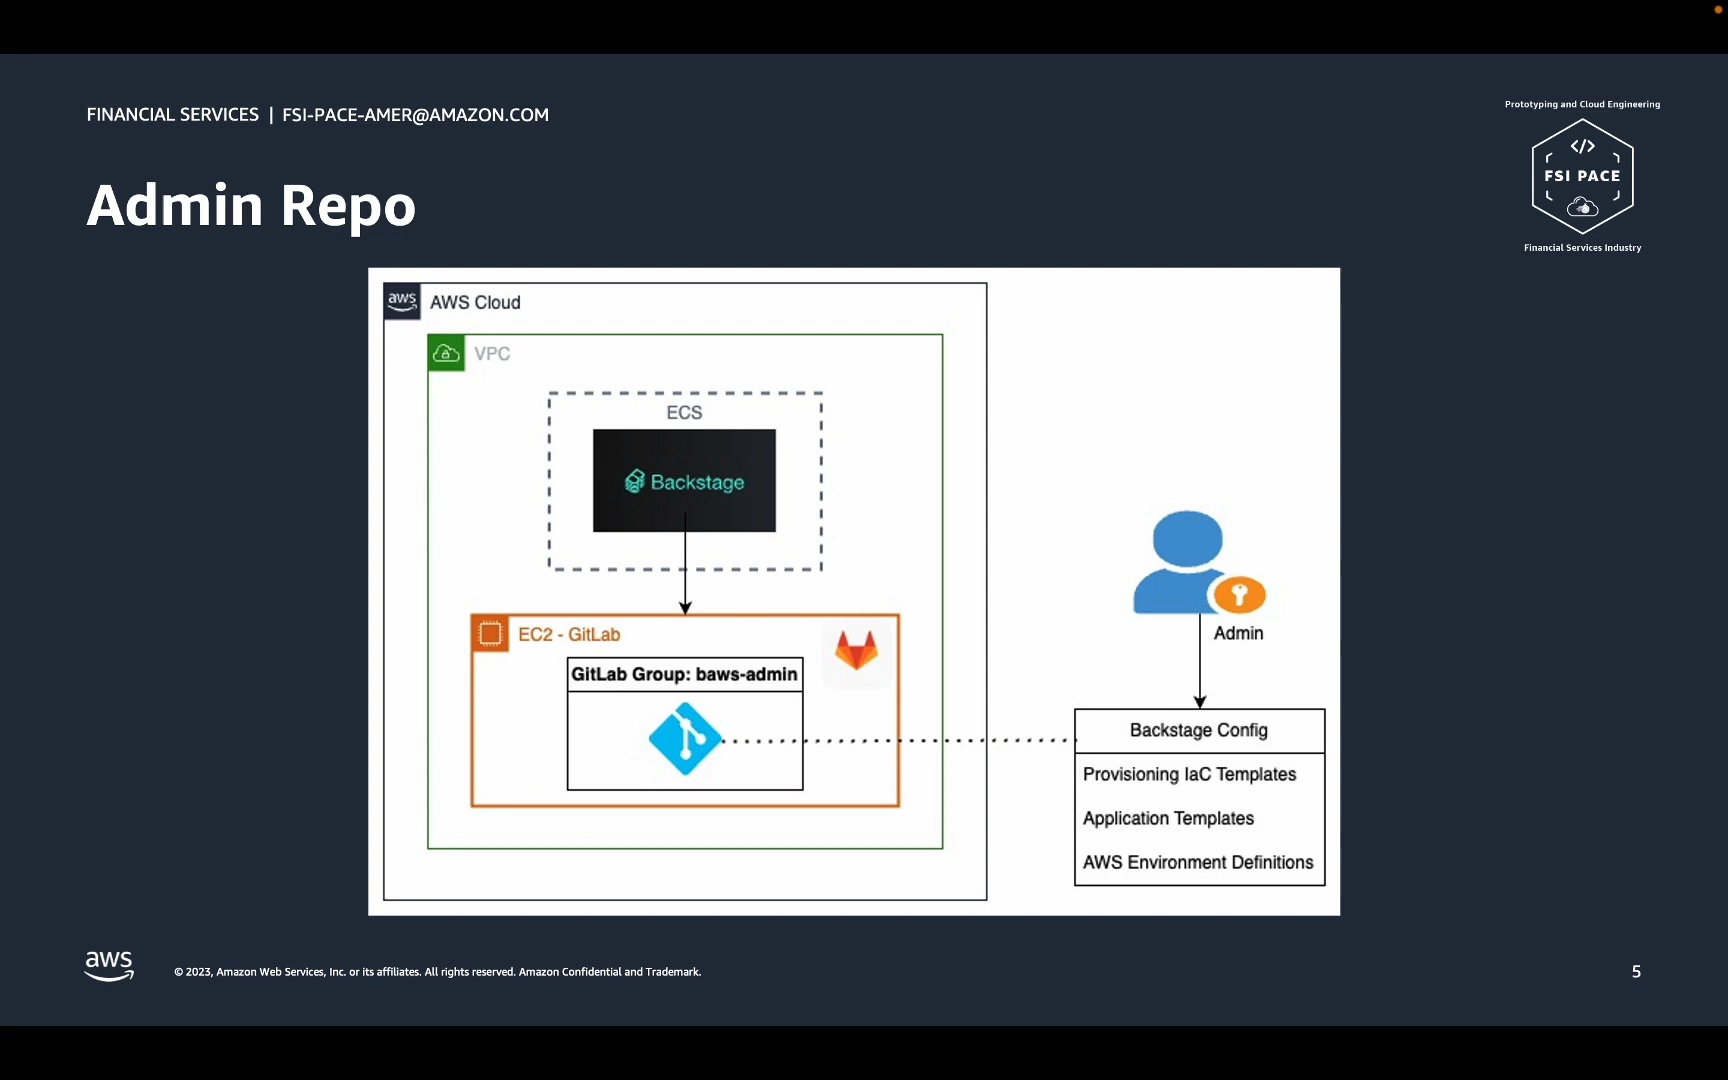 FINANCIAL SERVICES | FSI-PACE-AMER@AMAZON.COM
Prototyping and Cloud Engineering
</>
FSI PACE
Financial Services Industry
Admin Repo
aws
AWS Cloud
VPC
ECS
Backstage
EC2 - GitLab
GitLab Group: baws-admin
Admin
Backstage Config
Provisioning IaC Templates
Application Templates
AWS Environment Definitions
aws
© 2023, Amazon Web Services, Inc. or its affiliates. All rights reserved. Amazon Confidential and Trademark.
5